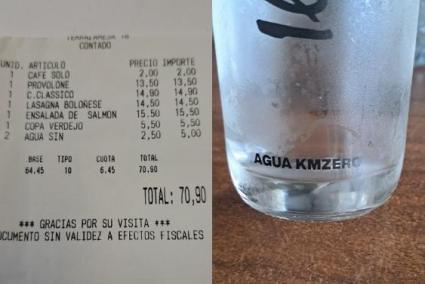 CONTADO
UNID. ARTICULO PRECIO IMPORTE
1 CAFE SOLO 2,00 2,00
1 PROVOLONE 13,50 13,50
1 C.CLASSICO 14,90 14,90
1 LASAGNA BOLOÑESE 14,50 14,50
1 ENSALADA DE SALMON 15,50 15,50
1 COPA VERDEJO 5,50 5,50
2 AGUA SIN 2,50 5,00
BASE TIPO CUOTA TOTAL
64.45 10 6.45 70.90
TOTAL: 70,90
*** GRACIAS POR SU VISITA ***
OCUMENTO SIN VALIDEZ A EFECTOS FISCALES
AGUA KMZERO